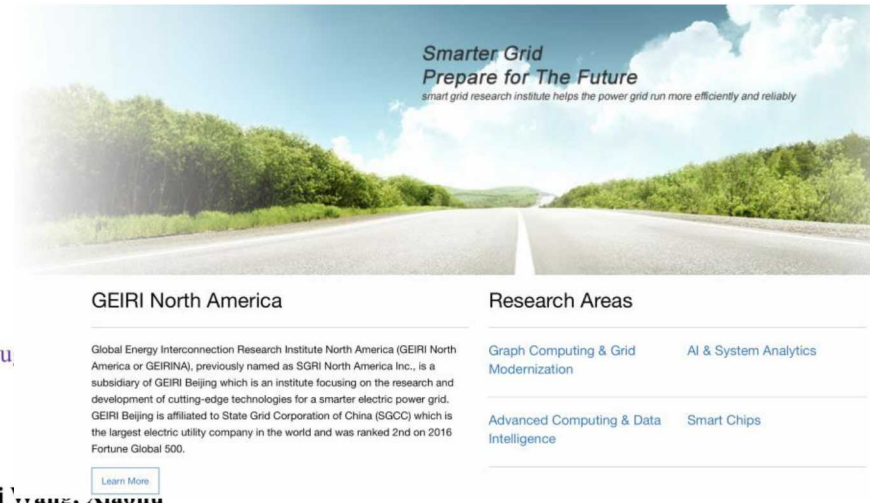 Smarter Grid
Prepare for The Future
smart grid research institute helps the power grid run more efficiently and reliably
GEIRI North America
Global Energy Interconnection Research Institute North America (GEIRI North
America or GEIRINA), previously named as SGRI North America Inc., is a
subsidiary of GEIRI Beijing which is an institute focusing on the research and
development of cutting-edge technologies for a smarter electric power grid.
GEIRI Beijing is affiliated to State Grid Corporation of China (SGCC) which is
the largest electric utility company in the world and was ranked 2nd on 2016
Fortune Global 500.
Learn More
Research Areas
Graph Computing & Grid
Modernization
AI & System Analytics
Advanced Computing & Data
Intelligence
Smart Chips